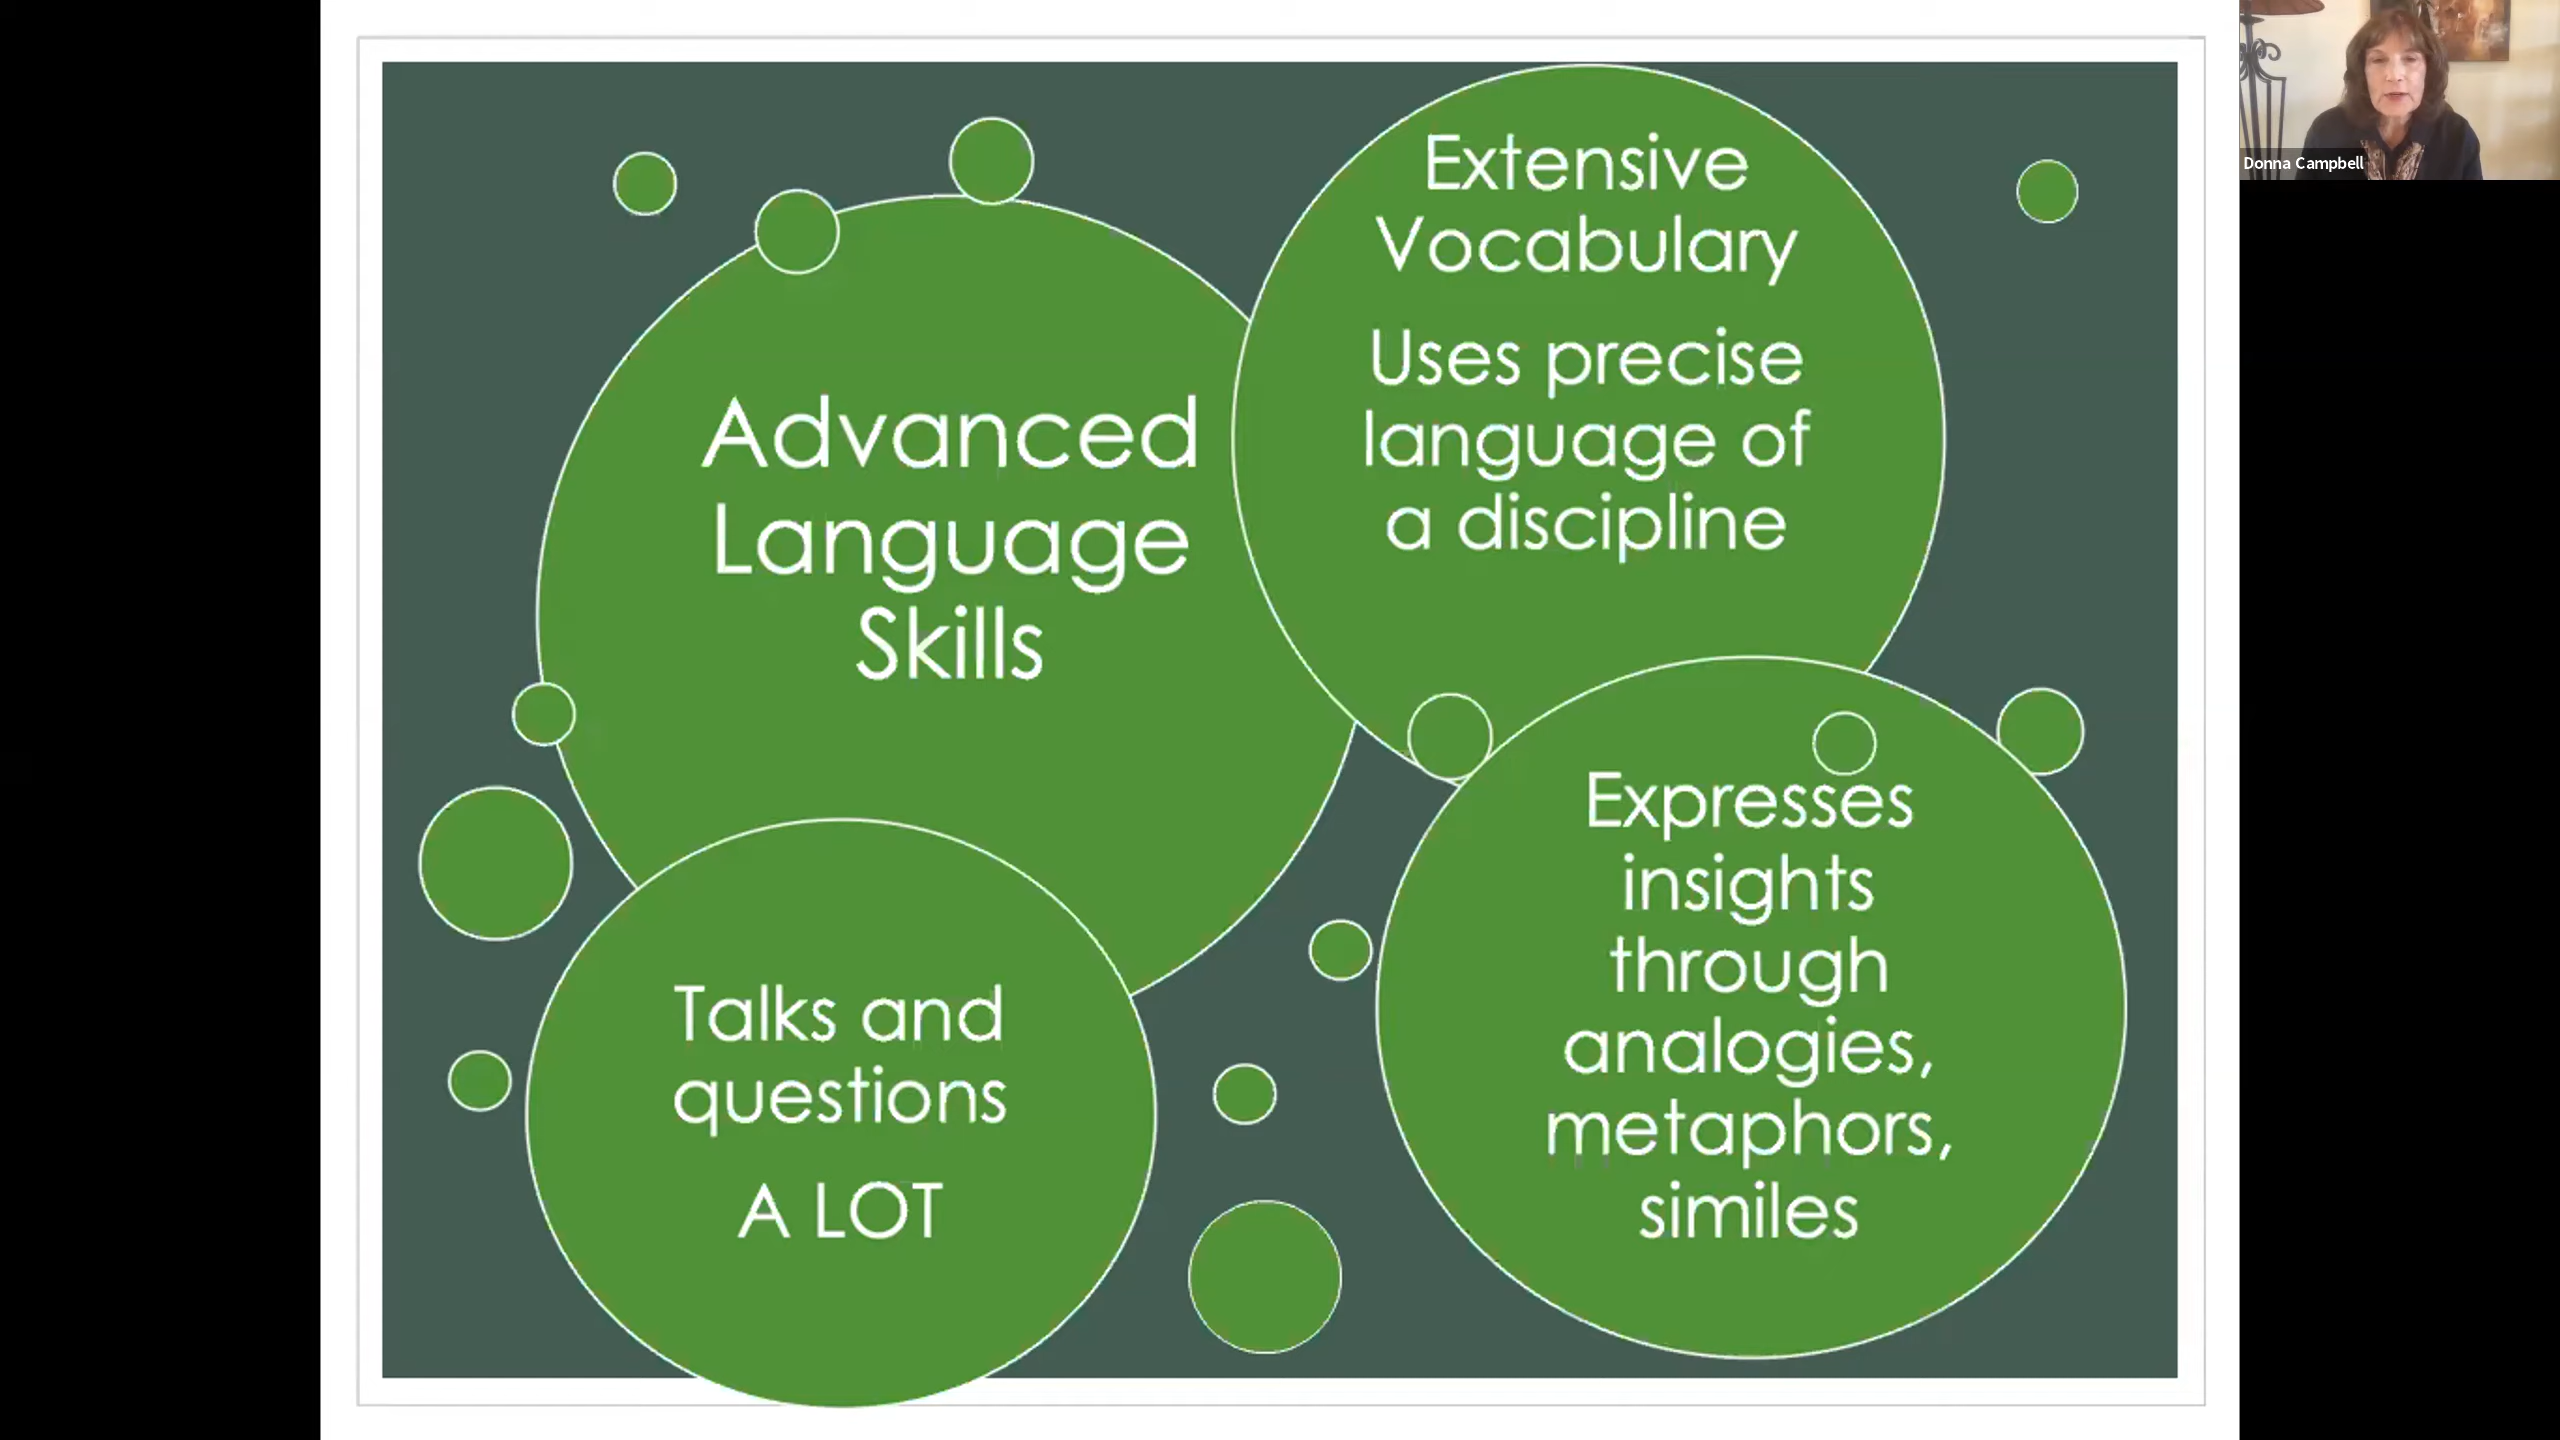 Advanced
Language
Skills
Extensive
Vocabulary
Uses precise
language of
a discipline
Talks and
questions
A LOT
Expresses
insights
through
analogies,
metaphors,
similes
Donna Campbell